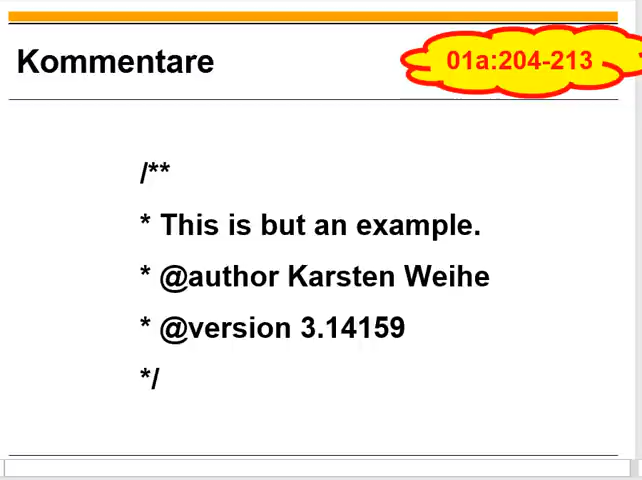 Kommentare
01a:204-213
/**
* This is but an example.
* @author Karsten Weihe
* @version 3.14159
*/